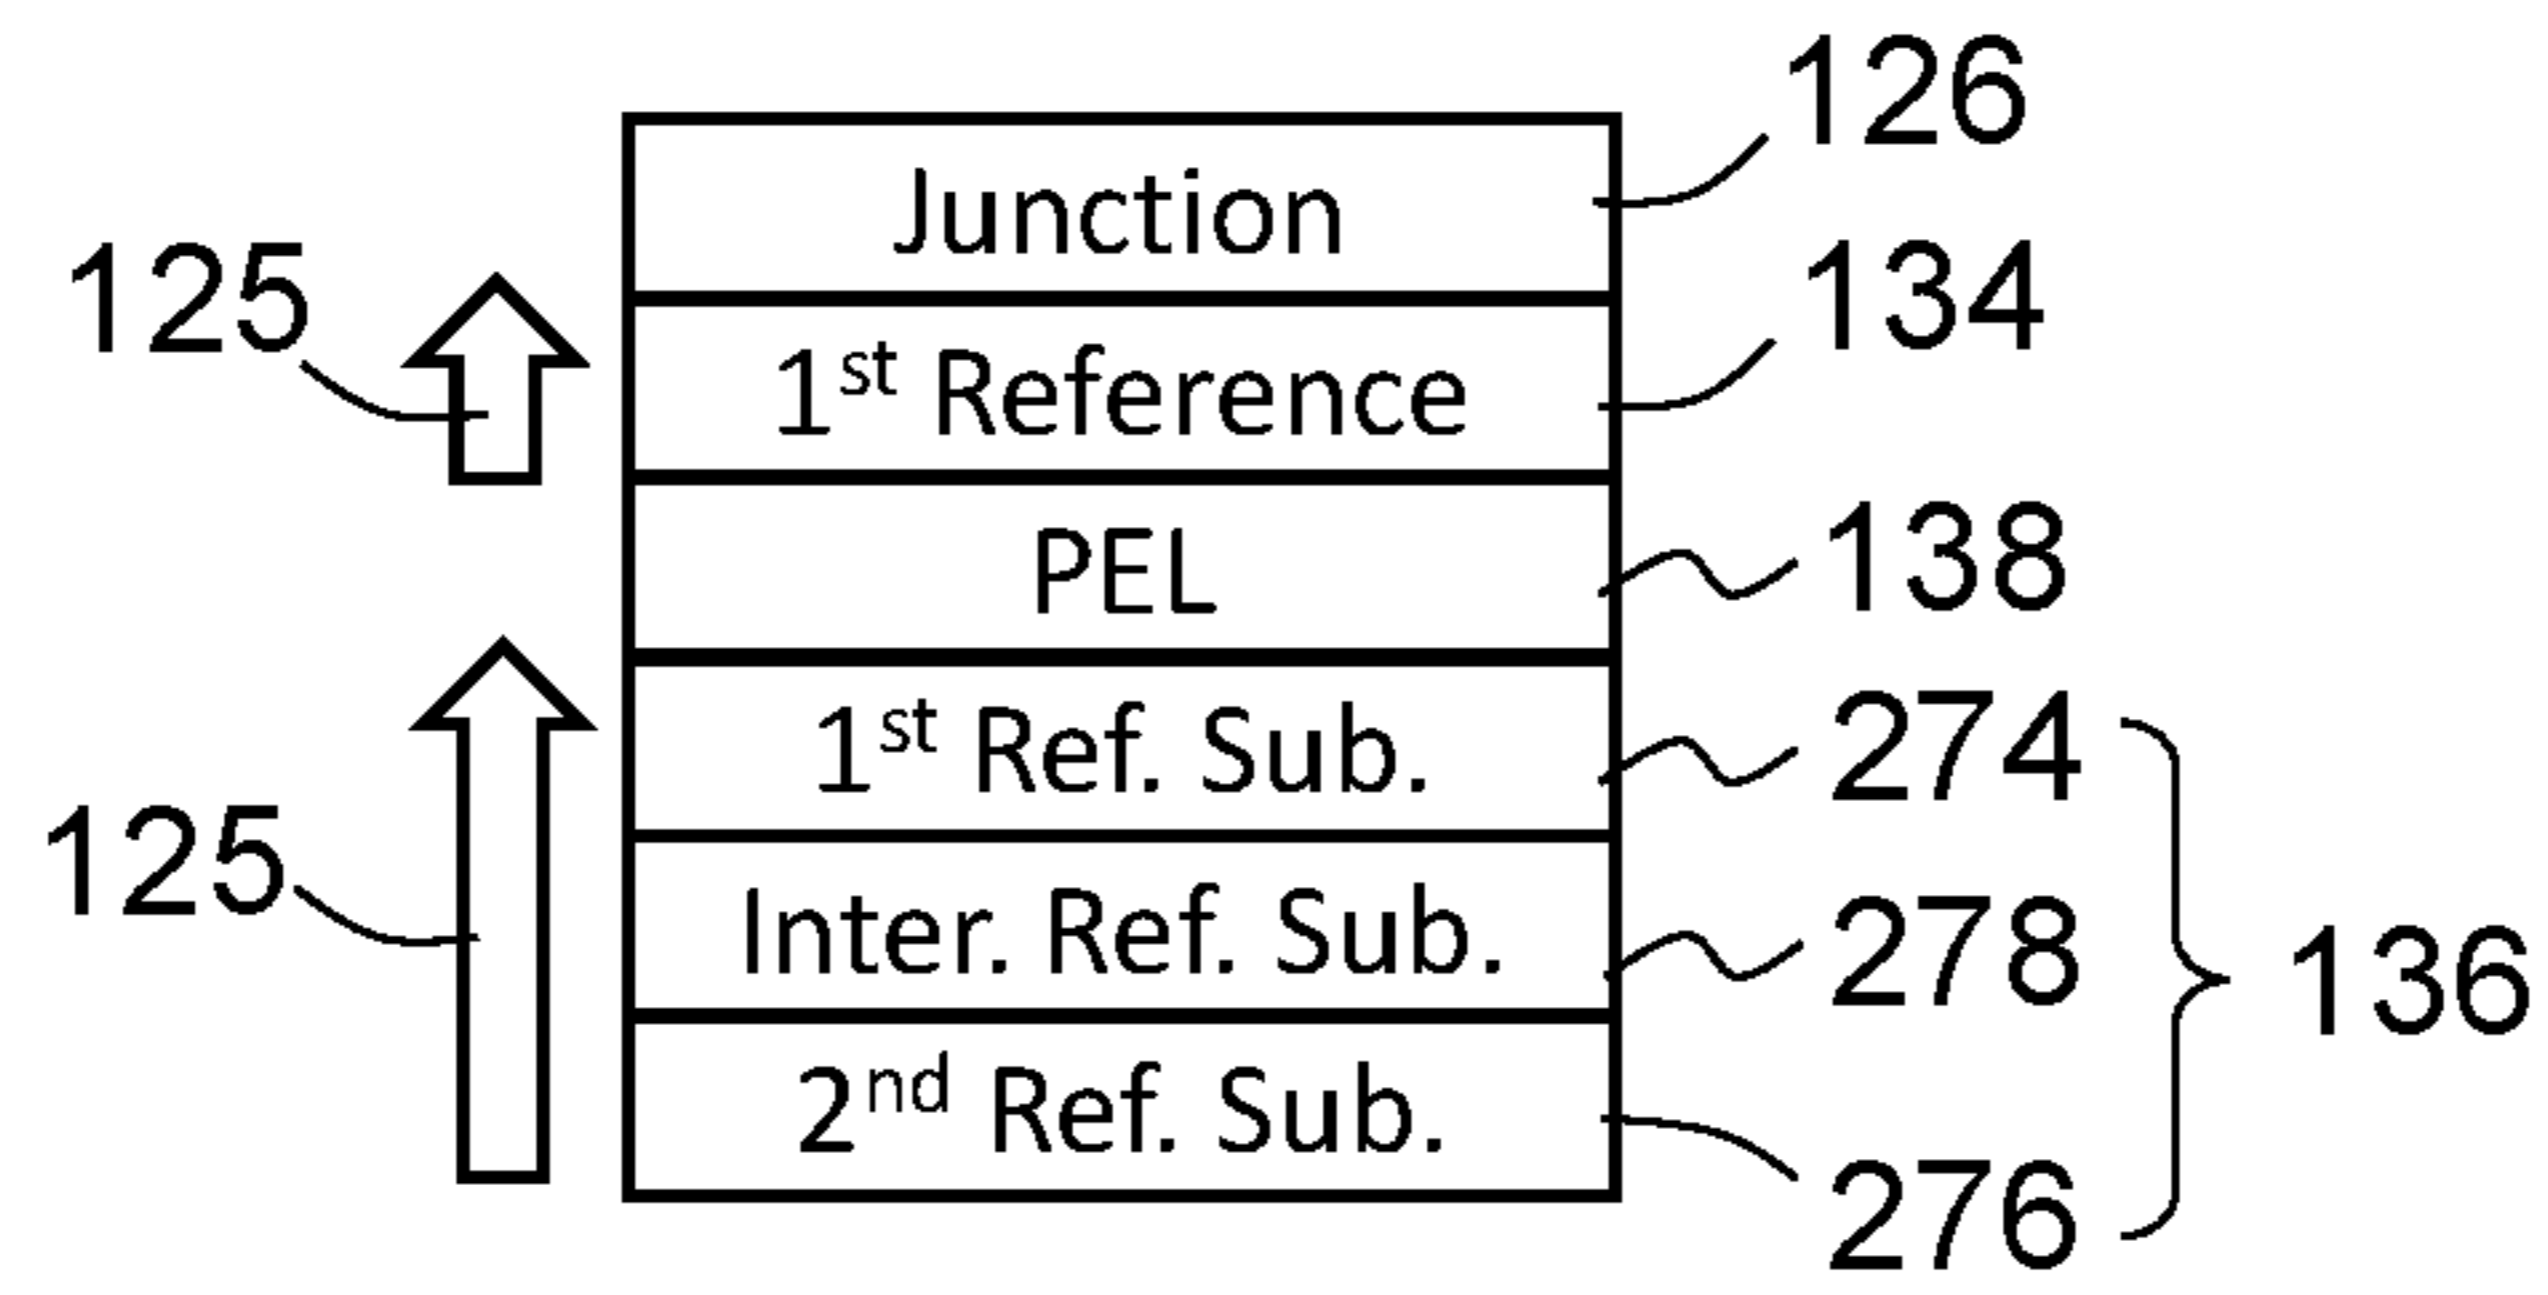 126
Junction
125
134
1st Reference
PEL
138
1st Ref. Sub.
274
125
Inter. Ref. Sub.
278
136
2nd Ref. Sub.
276